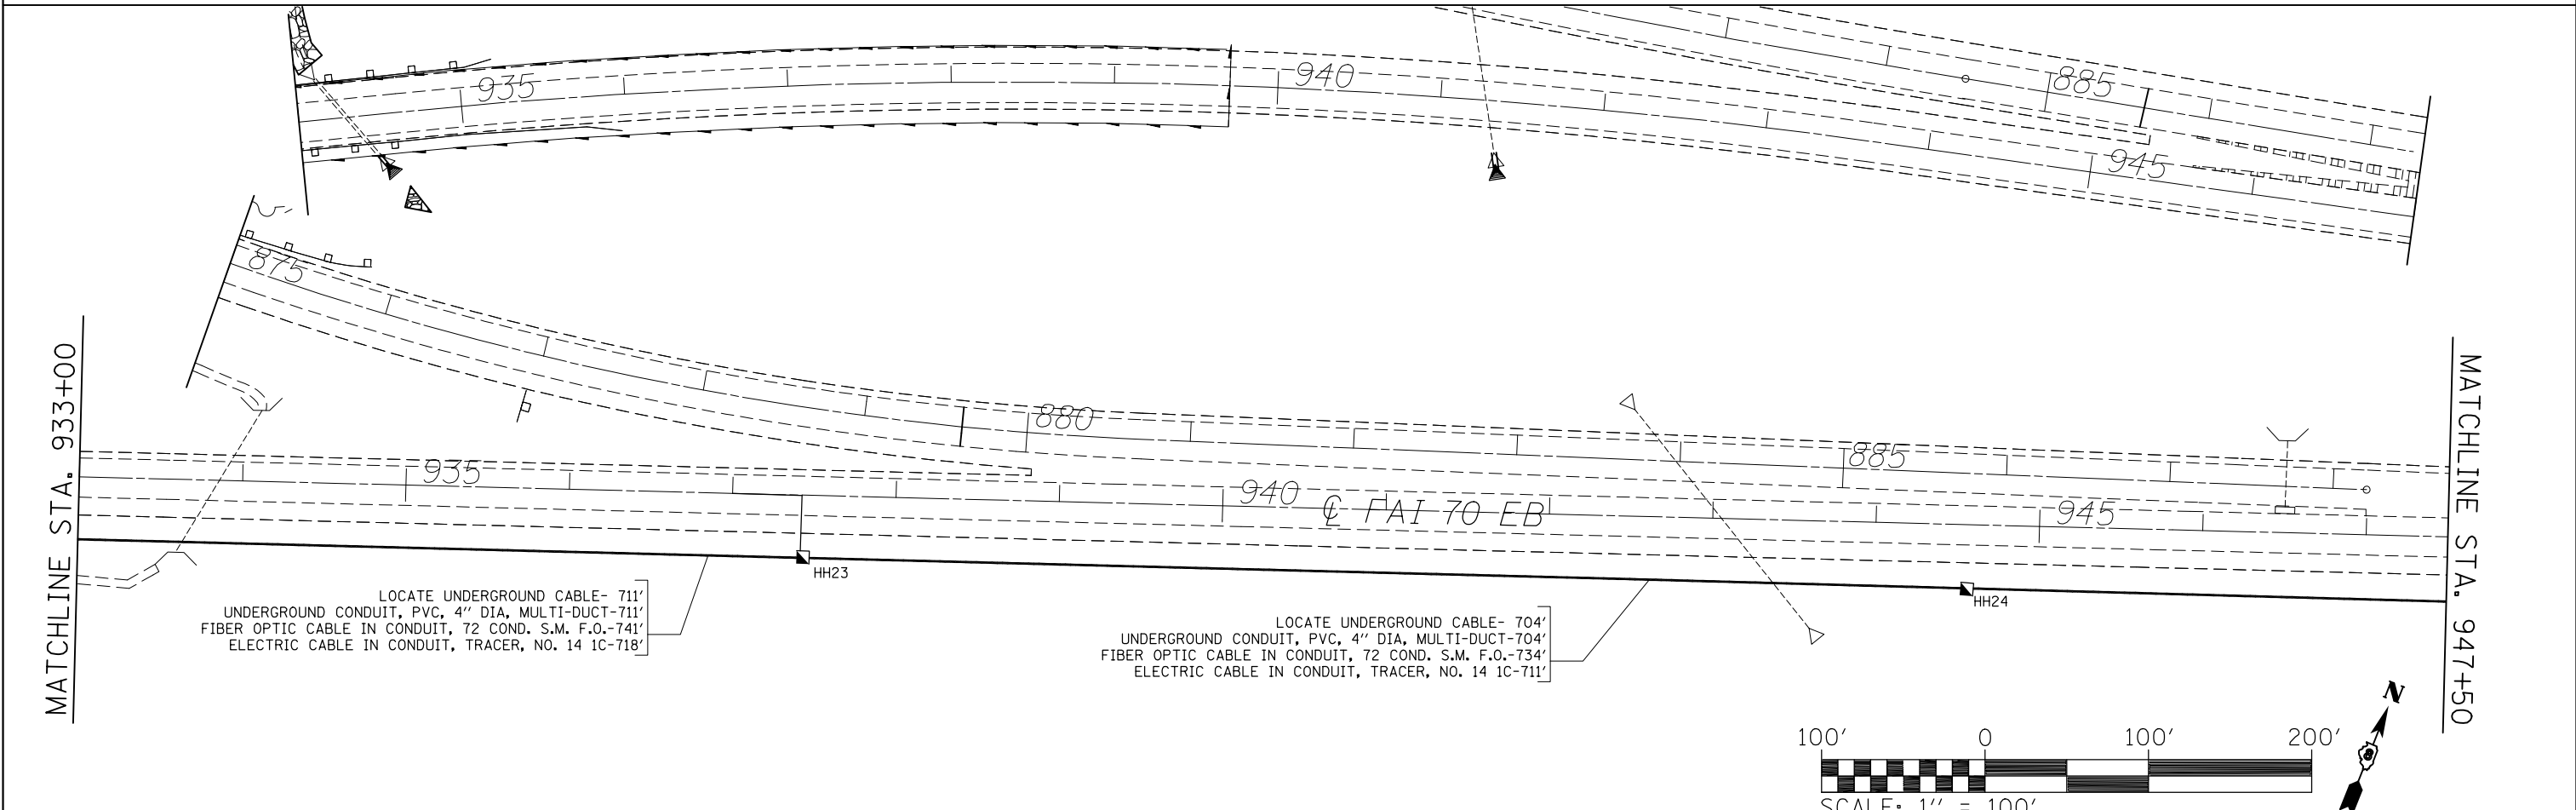 935
940
885
945
875
880
885
935
940
℄ FAI 70 EB
945
MATCHLINE STA. 933+00
MATCHLINE STA. 947+50
HH23
HH24
LOCATE UNDERGROUND CABLE- 711'
UNDERGROUND CONDUIT, PVC, 4'' DIA, MULTI-DUCT-711'
FIBER OPTIC CABLE IN CONDUIT, 72 COND. S.M. F.O.-741'
ELECTRIC CABLE IN CONDUIT, TRACER, NO. 14 1C-718'
LOCATE UNDERGROUND CABLE- 704'
UNDERGROUND CONDUIT, PVC, 4'' DIA, MULTI-DUCT-704'
FIBER OPTIC CABLE IN CONDUIT, 72 COND. S.M. F.O.-734'
ELECTRIC CABLE IN CONDUIT, TRACER, NO. 14 1C-711'
N
100' 0 100' 200'
SCALE: 1'' = 100'